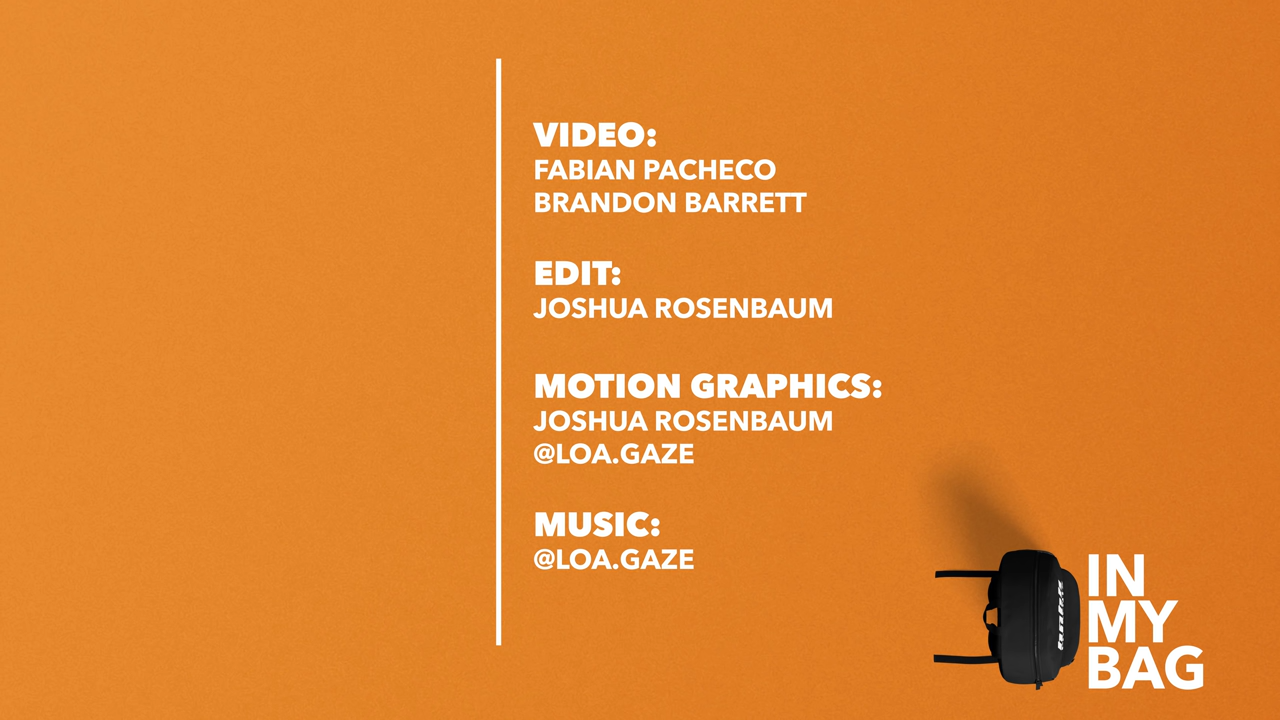 VIDEO:
FABIAN PACHECO
BRANDON BARRETT
EDIT:
JOSHUA ROSENBAUM
MOTION GRAPHICS:
JOSHUA ROSENBAUM
@LOA.GAZE
MUSIC:
@LOA.GAZE
IN
MY
BAG